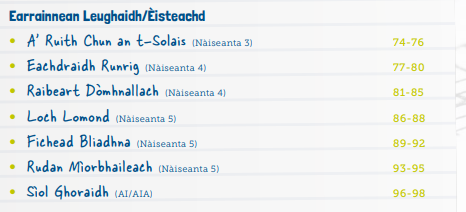 Earrainnean Leughaidh/Èisteachd
• A' Ruith Chun an t-Solais (Nàiseanta 3) 74-76
• Eachdraidh Runrig (Nàiseanta 4) 77-80
• Raibeart Dòmhnallach (Nàiseanta 4) 81-85
• Loch Lomond (Nàiseanta 5) 86-88
• Fichead Bliadhna (Nàiseanta 5) 89-92
• Rudan Mìorbhaileach (Nàiseanta 5) 93-95
• Sìol Ghoraidh (AI/AIA) 96-98